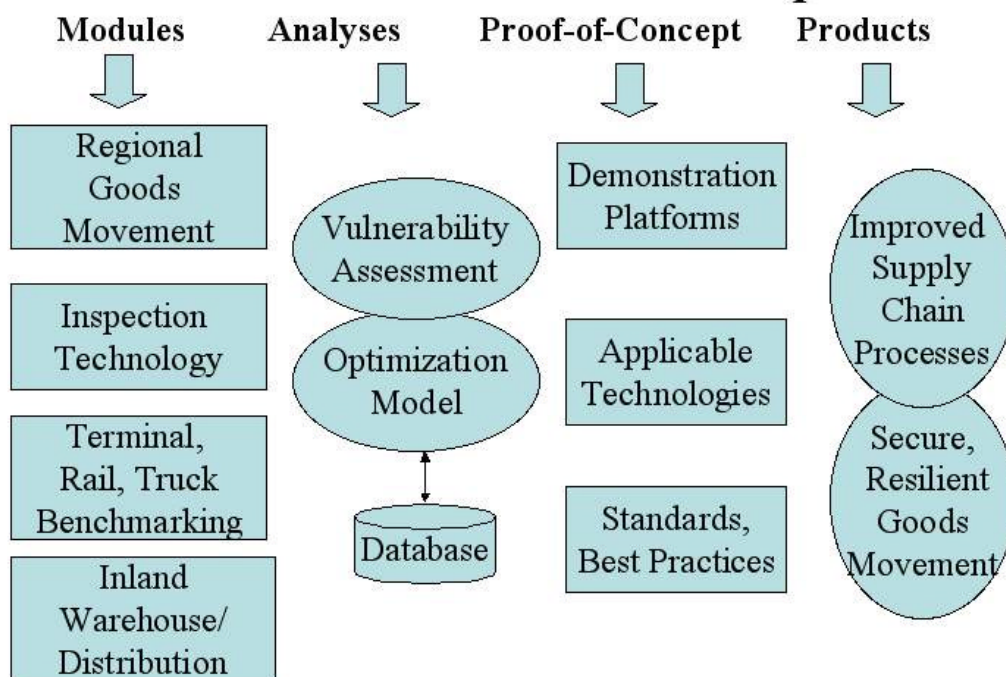 Modules
Analyses
Proof-of-Concept
Products
Regional
Goods
Movement
Inspection
Technology
Terminal,
Rail, Truck
Benchmarking
Inland
Warehouse/
Distribution
Vulnerability
Assessment
Optimization
Model
Database
Demonstration
Platforms
Applicable
Technologies
Standards,
Best Practices
Improved
Supply
Chain
Processes
Secure,
Resilient
Goods
Movement